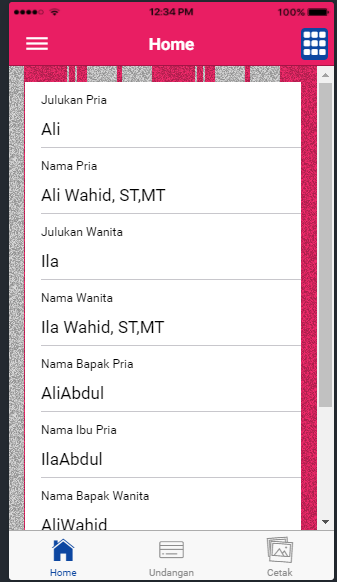 12:34 PM
100%
Home
Julukan Pria
Ali
Nama Pria
Ali Wahid, ST,MT
Julukan Wanita
Ila
Nama Wanita
Ila Wahid, ST,MT
Nama Bapak Pria
AliAbdul
Nama Ibu Pria
IlaAbdul
Nama Bapak Wanita
AliWahid
Home
Undangan
Cetak